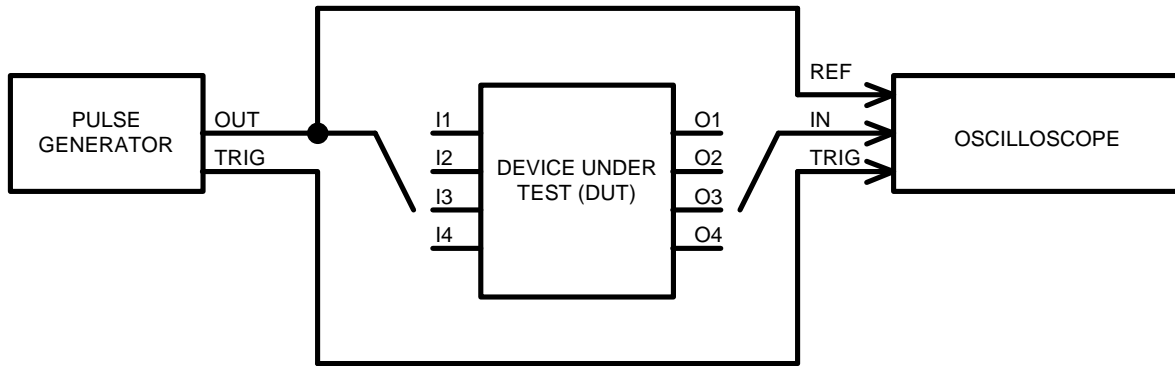 REF
PULSE
GENERATOR
OUT
TRIG
I1
I2
I3
I4
DEVICE UNDER
TEST (DUT)
O1
O2
O3
O4
IN
TRIG
OSCILLOSCOPE